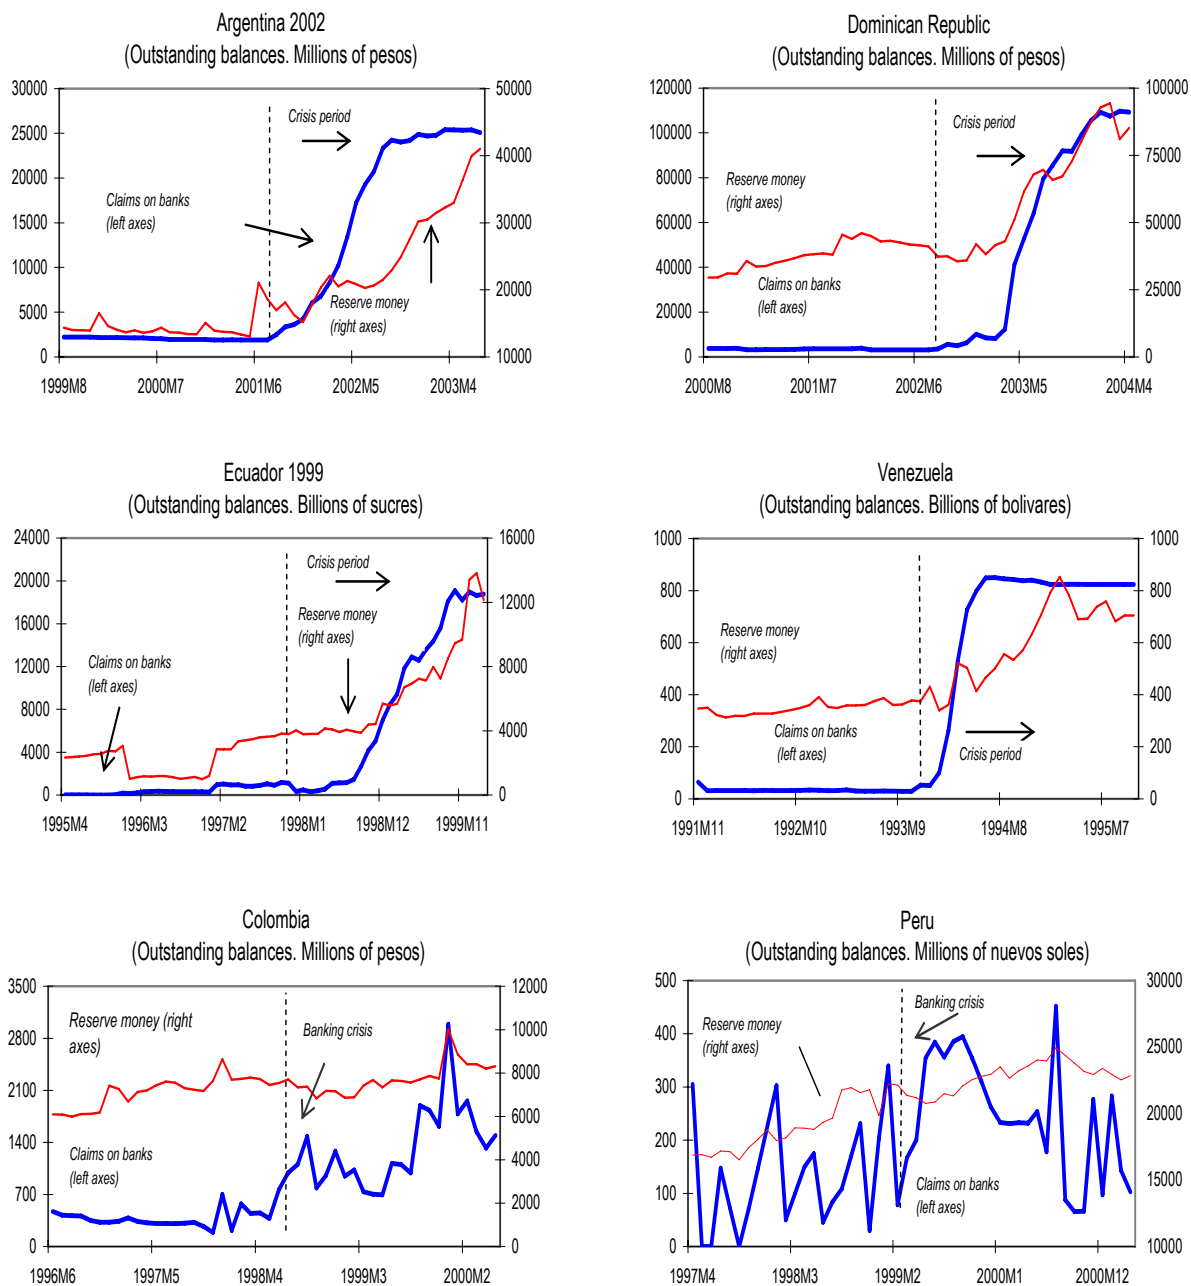 Argentina 2002
(Outstanding balances. Millions of pesos)
30000
25000
20000
15000
10000
5000
0
50000
40000
30000
20000
10000
Crisis period
Claims on banks
(left axes)
Reserve money
(right axes)
1999M8
2000M7
2001M6
2002M5
2003M4
Dominican Republic
(Outstanding balances. Millions of pesos)
120000
100000
80000
60000
40000
20000
0
100000
75000
50000
25000
0
Crisis period
Reserve money
(right axes)
Claims on banks
(left axes)
2000M8
2001M7
2002M6
2003M5
2004M4
Ecuador 1999
(Outstanding balances. Billions of sucres)
24000
20000
16000
12000
8000
4000
0
16000
12000
8000
4000
0
Crisis period
Reserve money
(right axes)
Claims on banks
(left axes)
1995M4
1996M3
1997M2
1998M1
1998M12
1999M11
Venezuela
(Outstanding balances. Billions of bolivares)
1000
800
600
400
200
0
1000
800
600
400
200
0
Reserve money
(right axes)
Claims on banks
(left axes)
Crisis period
1991M11
1992M10
1993M9
1994M8
1995M7
Colombia
(Outstanding balances. Millions of pesos)
3500
2800
2100
1400
700
0
12000
10000
8000
6000
4000
2000
0
Reserve money (right
axes)
Banking crisis
Claims on banks
(left axes)
1996M6
1997M5
1998M4
1999M3
2000M2
Peru
(Outstanding balances. Millions of nuevos soles)
500
400
300
200
100
0
30000
25000
20000
15000
10000
Banking crisis
Reserve money
(right axes)
Claims on banks
(left axes)
1997M4
1998M3
1999M2
2000M1
2000M12